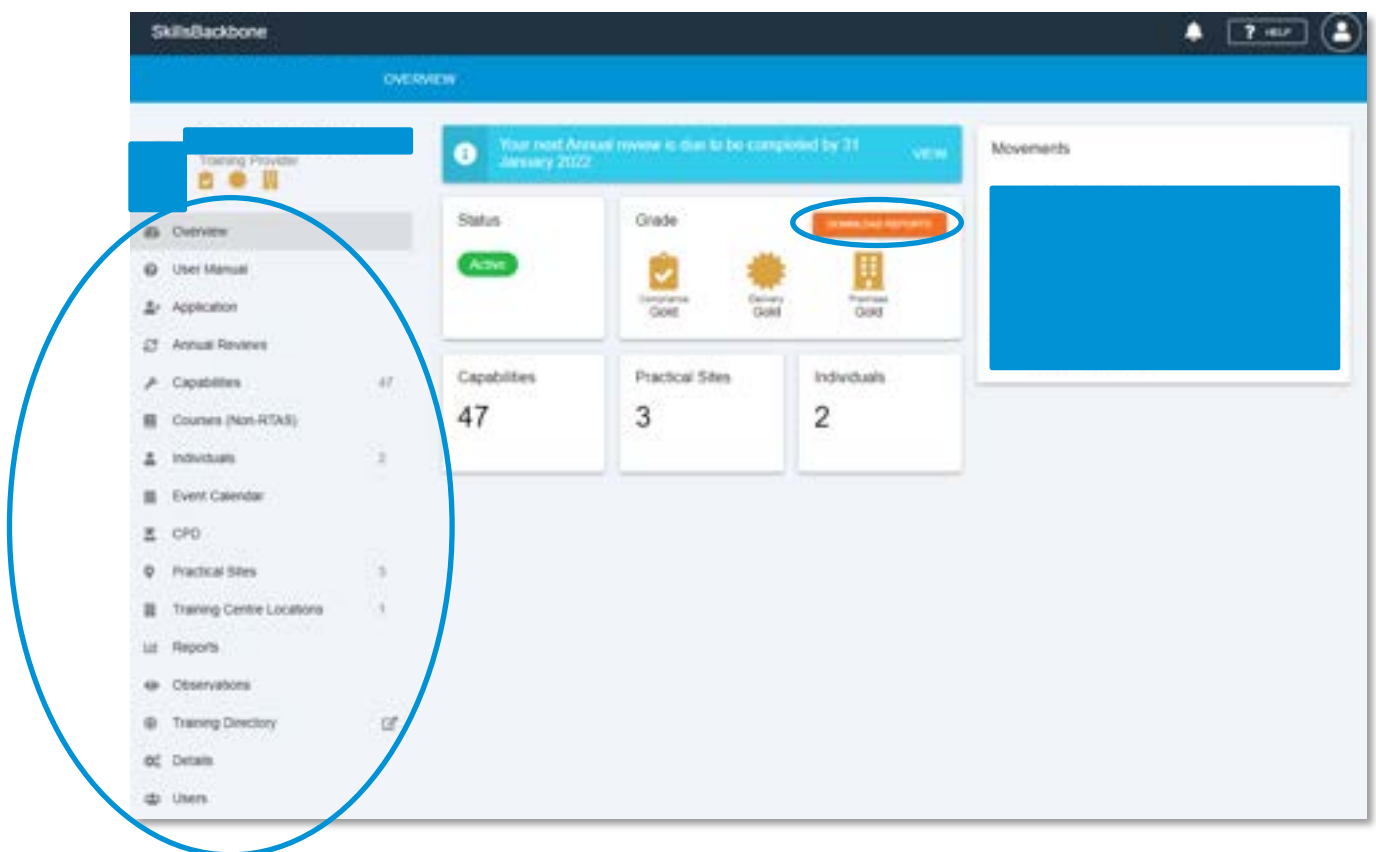 SkillsBackbone
? HELP
OVERVIEW
Training Provider
Overview
User Manual
Application
Annual Reviews
Capabilities 47
Courses (Non-RTAS)
Individuals 2
Event Calendar
CPD
Practical Sites 3
Training Centre Locations 1
Reports
Observations
Training Directory
Details
Users
Your next Annual review is due to be completed by 31
January 2022
VIEW
Status
Active
Grade
DOWNLOAD REPORTS
Compliance
Gold
Delivery
Gold
Premises
Gold
Capabilities
47
Practical Sites
3
Individuals
2
Movements